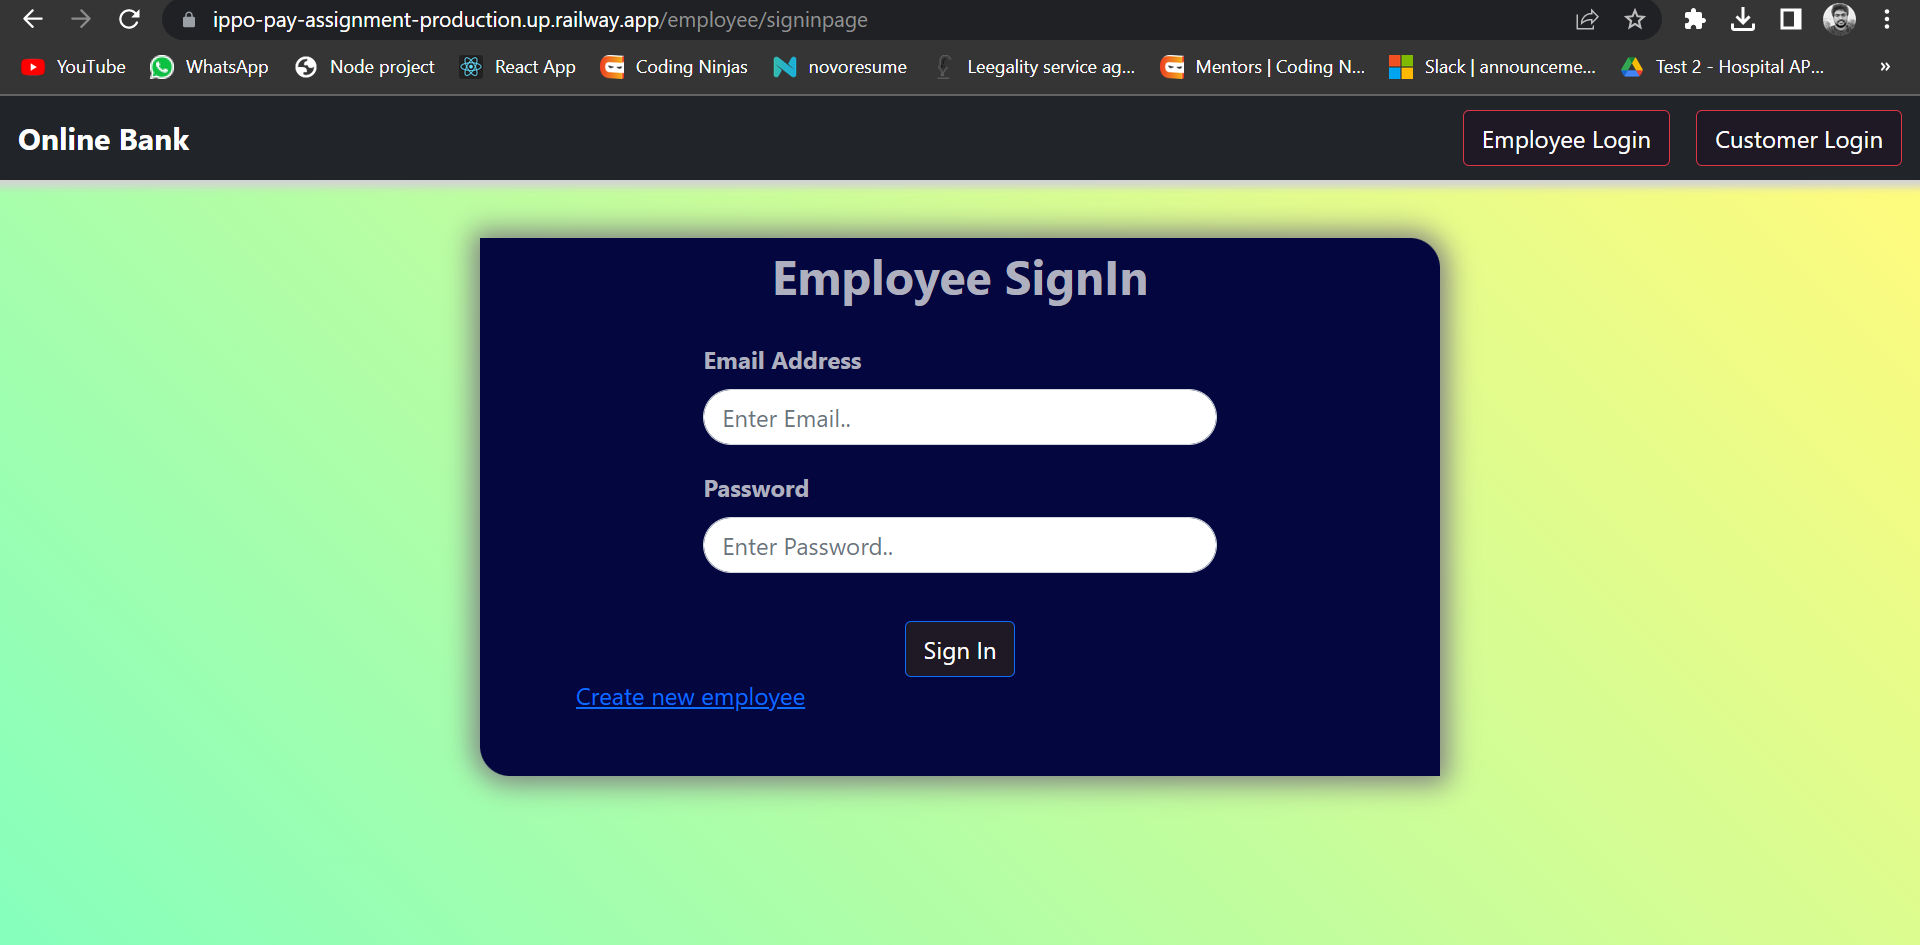 ippo-pay-assignment-production.up.railway.app/employee/signinpage
YouTube WhatsApp Node project React App Coding Ninjas novoresume Leegality service ag... Mentors | Coding N... Slack | announceme... Test 2 - Hospital AP... »
Online Bank Employee Login Customer Login
Employee SignIn
Email Address
Enter Email..
Password
Enter Password..
Sign In
Create new employee